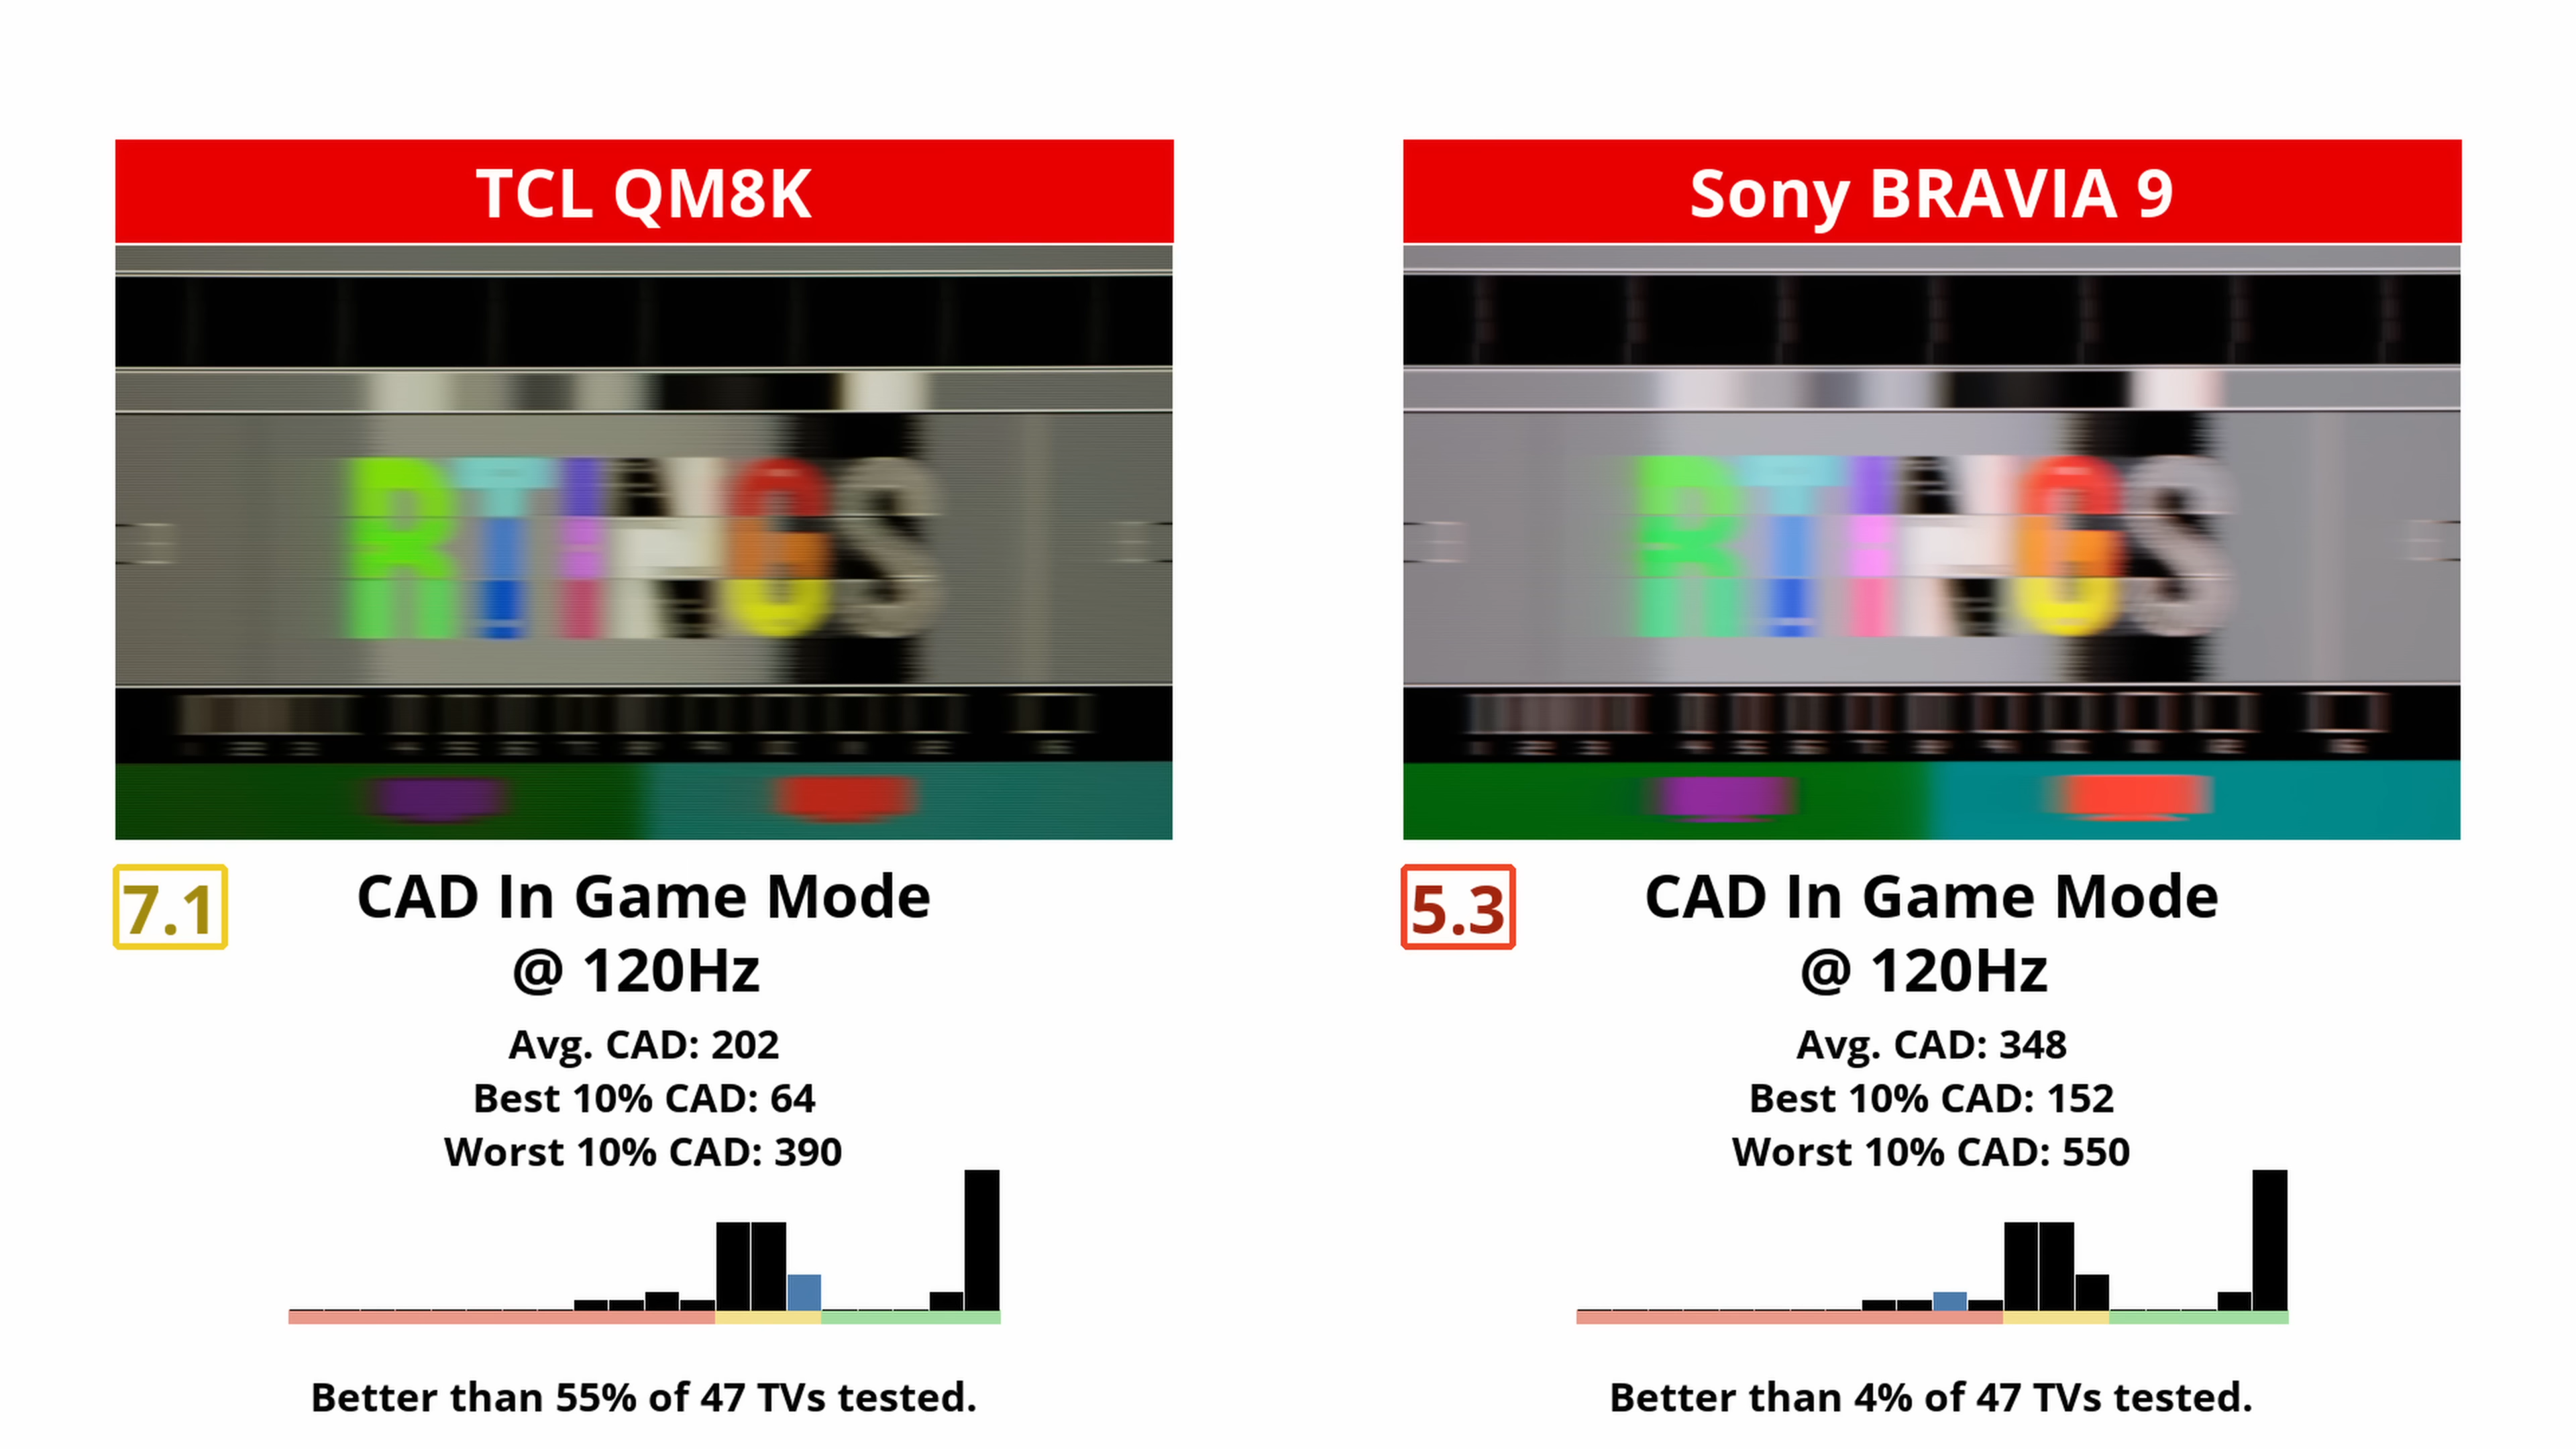 TCL QM8K
RTINGS
7.1
CAD In Game Mode
@ 120Hz
Avg. CAD: 202
Best 10% CAD: 64
Worst 10% CAD: 390
Better than 55% of 47 TVs tested.
Sony BRAVIA 9
RTINGS
5.3
CAD In Game Mode
@ 120Hz
Avg. CAD: 348
Best 10% CAD: 152
Worst 10% CAD: 550
Better than 4% of 47 TVs tested.